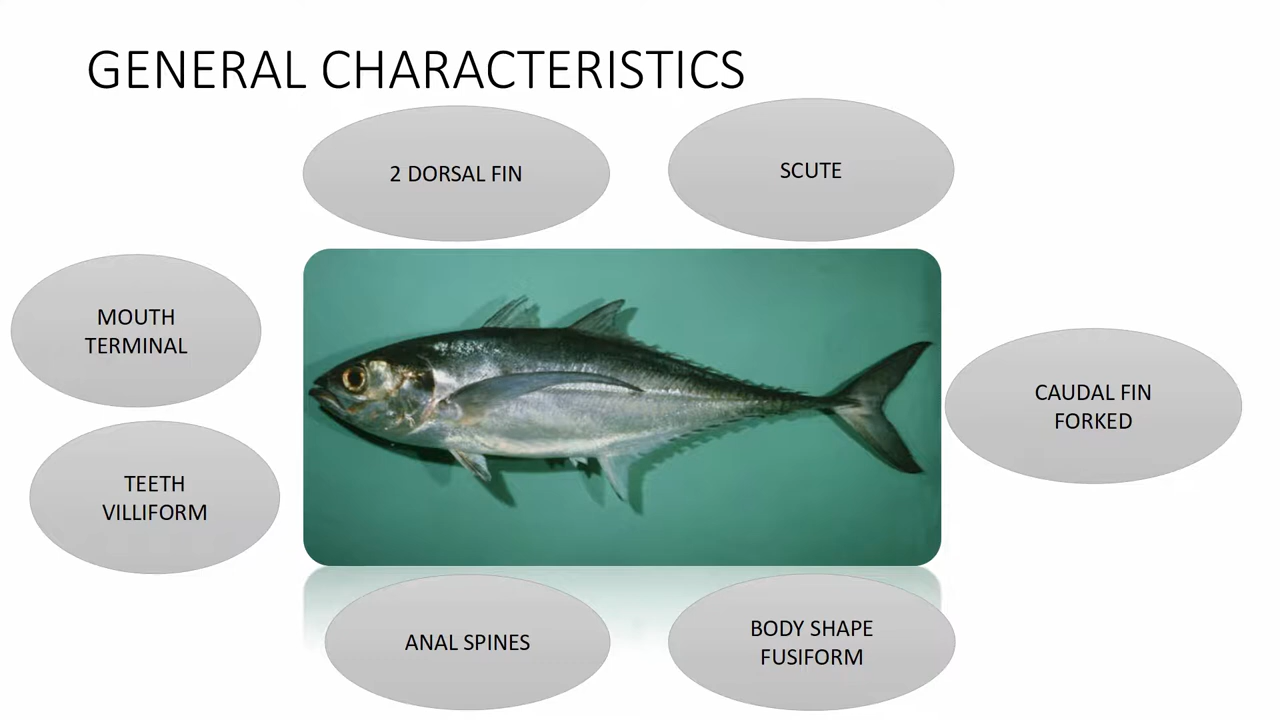 GENERAL CHARACTERISTICS
2 DORSAL FIN
SCUTE
MOUTH
TERMINAL
CAUDAL FIN
FORKED
TEETH
VILLIFORM
ANAL SPINES
BODY SHAPE
FUSIFORM